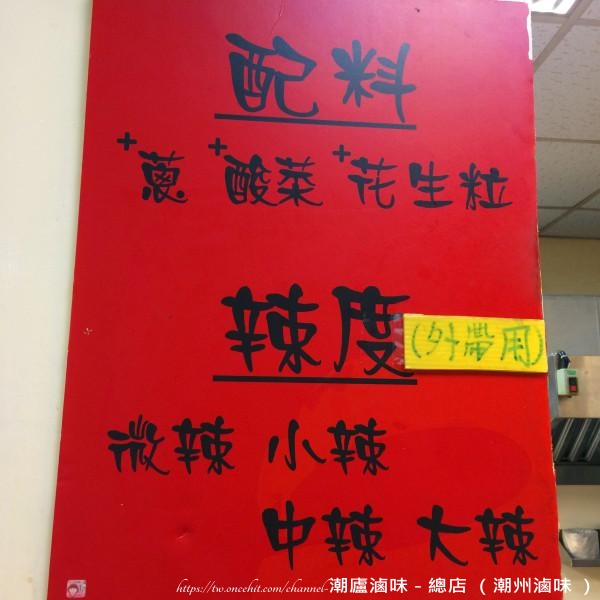 配料
+蔥 +酸菜 +花生粒
辣度 (外帶用)
微辣 小辣
中辣 大辣
https://tw.oncehit.com/channel-潮廬滷味-總店 ( 潮州滷味 )